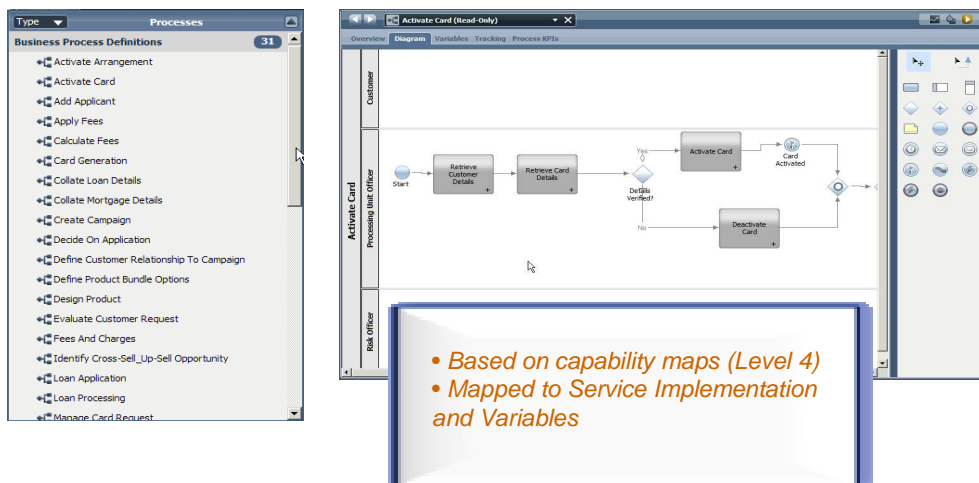 Type
Processes
Business Process Definitions
31
Activate Arrangement
Activate Card
Add Applicant
Apply Fees
Calculate Fees
Card Generation
Collate Loan Details
Collate Mortgage Details
Create Campaign
Decide On Application
Define Customer Relationship To Campaign
Define Product Bundle Options
Design Product
Evaluate Customer Request
Fees And Charges
Identify Cross-Sell_Up-Sell Opportunity
Loan Application
Loan Processing
Manage Card Request
Activate Card (Read-Only)
Overview Diagram Variables Tracking Process KPIs
Activate Card
Customer
Processing Unit Officer
Risk Officer
Start
Retrieve
Customer
Details
Retrieve Card
Details
Details
Verified?
Yes
No
Activate Card
Card
Activated
Deactivate
Card
• Based on capability maps (Level 4)
• Mapped to Service Implementation
and Variables